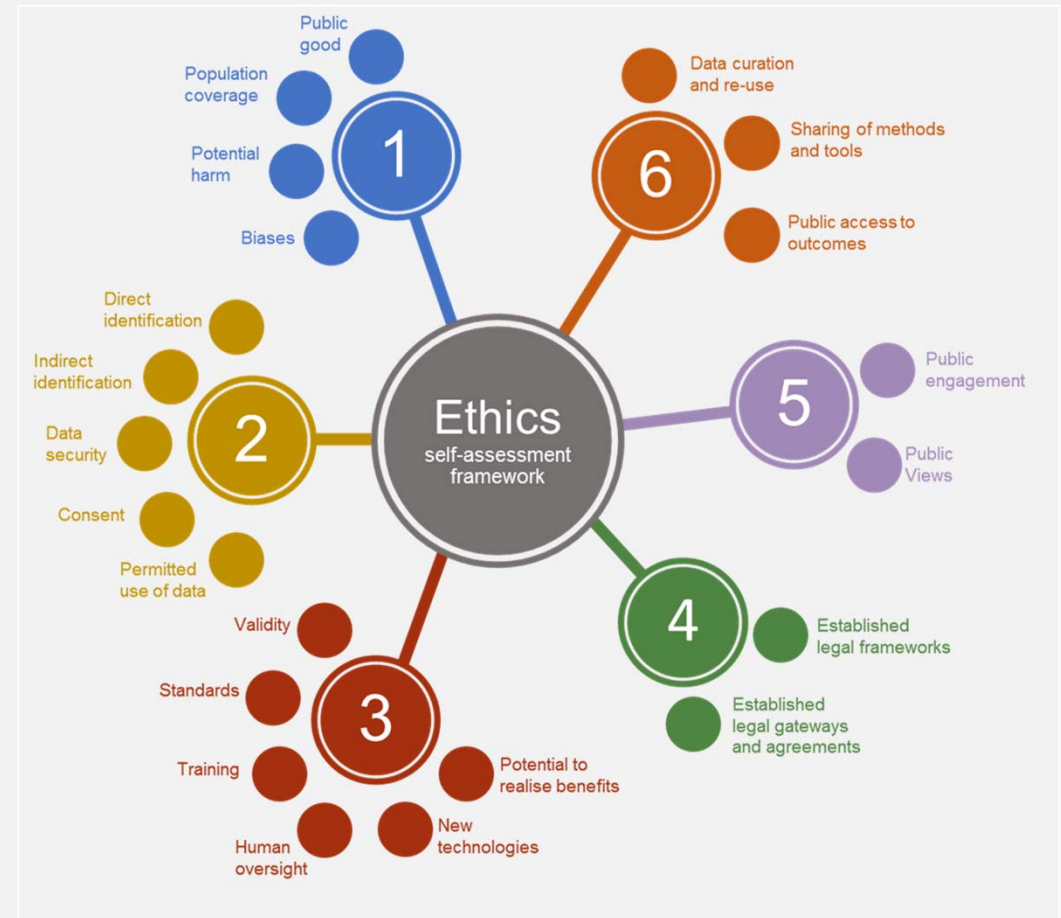 Public
good
Population
coverage
Potential
harm
Biases
1
Direct
identification
Indirect
identification
Data
security
Consent
Permitted
use of data
2
Validity
Standards
Training
Human
oversight
New
technologies
Potential to
realise benefits
3
Ethics
self-assessment
framework
Established
legal frameworks
Established
legal gateways
and agreements
4
Public
engagement
Public
Views
5
Data curation
and re-use
Sharing of methods
and tools
Public access to
outcomes
6